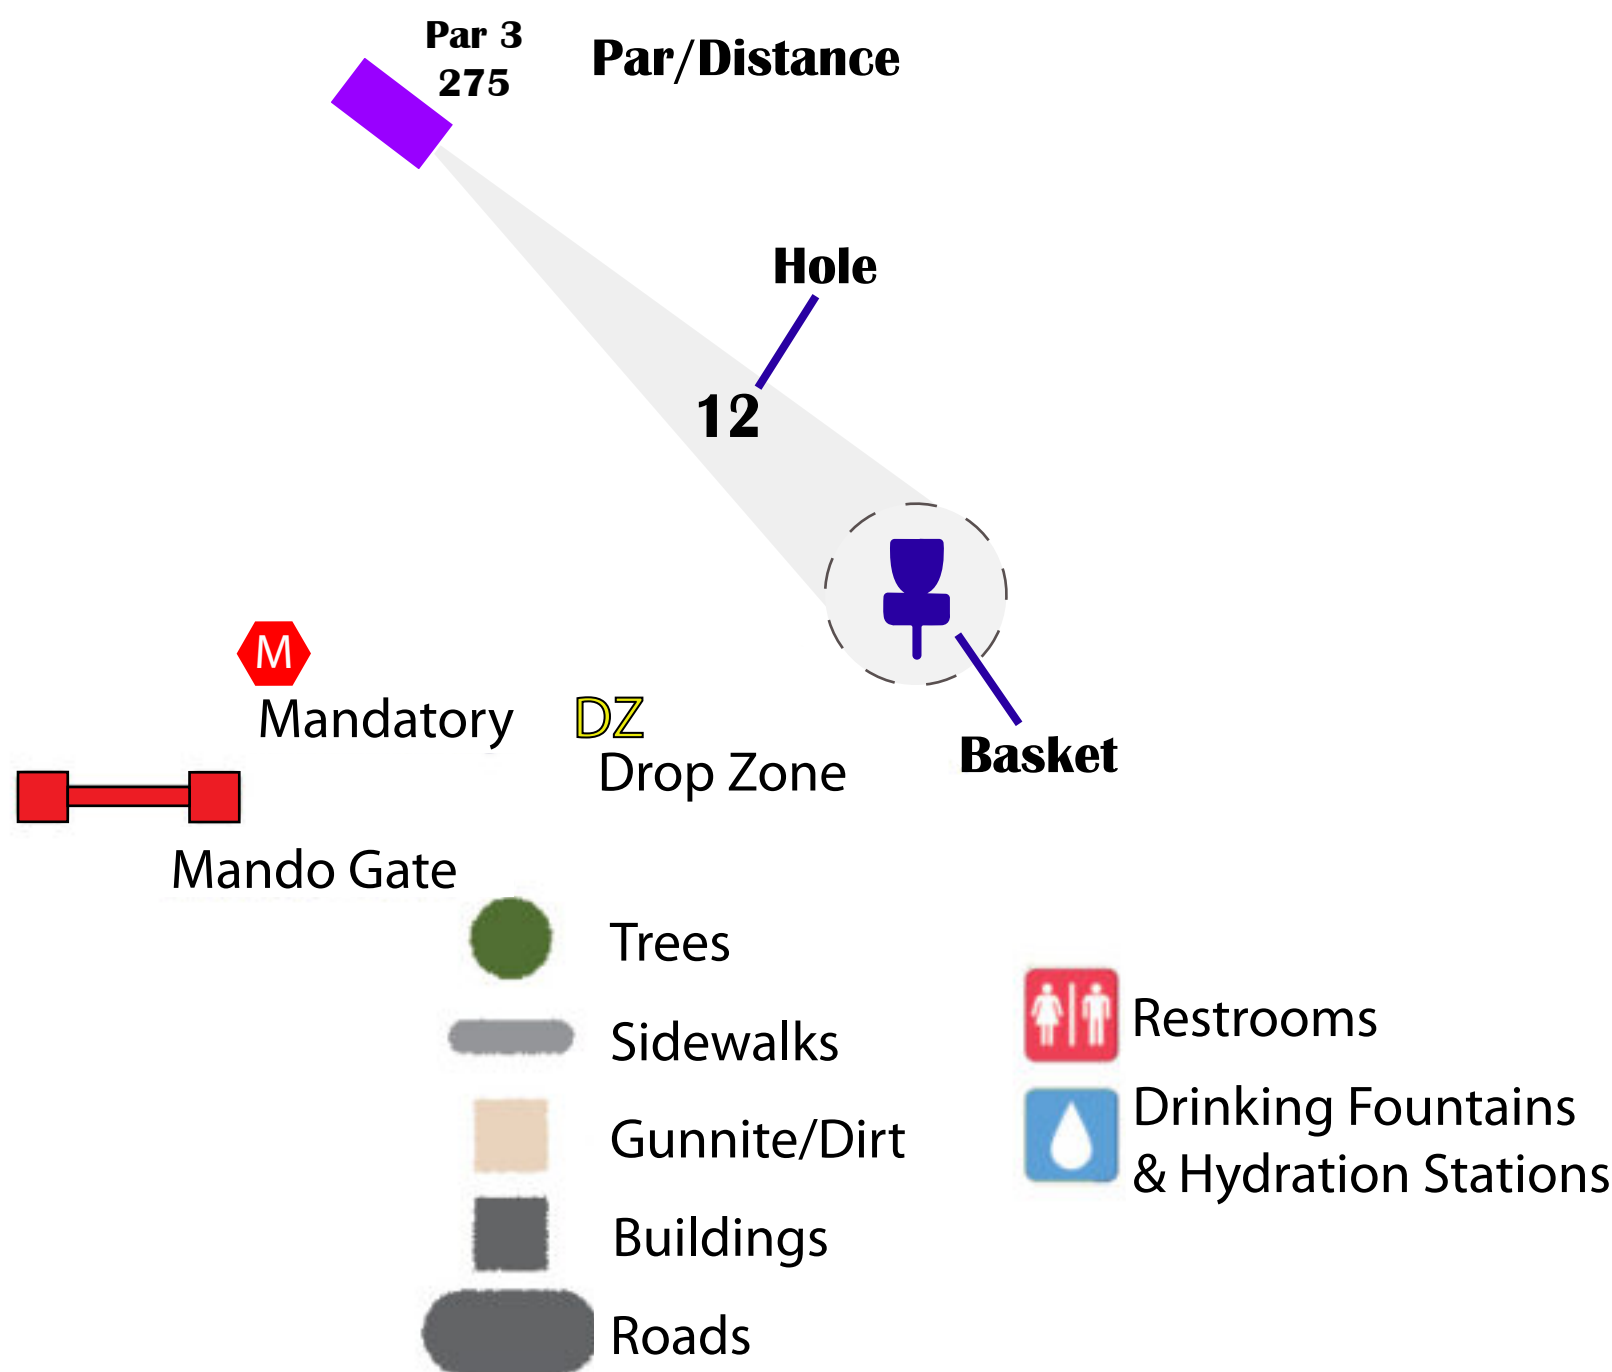 Par 3
275
Par/Distance
Hole
12
M
Mandatory
DZ
Drop Zone
Basket
Mando Gate
Trees
Sidewalks
Gunnite/Dirt
Buildings
Roads
Restrooms
Drinking Fountains
& Hydration Stations